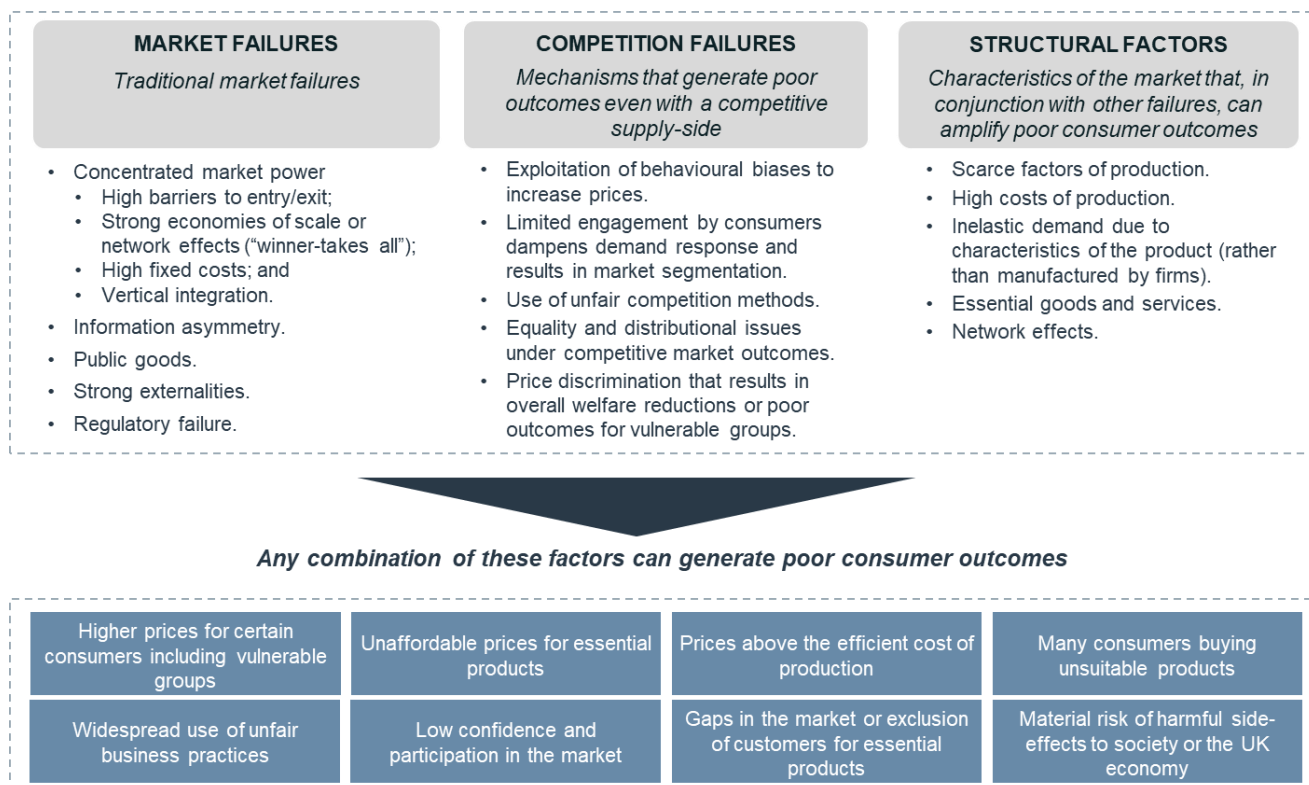 MARKET FAILURES
Traditional market failures
• Concentrated market power
• High barriers to entry/exit;
• Strong economies of scale or
network effects (“winner-takes all”);
• High fixed costs; and
• Vertical integration.
• Information asymmetry.
• Public goods.
• Strong externalities.
• Regulatory failure.
COMPETITION FAILURES
Mechanisms that generate poor
outcomes even with a competitive
supply-side
• Exploitation of behavioural biases to
increase prices.
• Limited engagement by consumers
dampens demand response and
results in market segmentation.
• Use of unfair competition methods.
• Equality and distributional issues
under competitive market outcomes.
• Price discrimination that results in
overall welfare reductions or poor
outcomes for vulnerable groups.
STRUCTURAL FACTORS
Characteristics of the market that, in
conjunction with other failures, can
amplify poor consumer outcomes
• Scarce factors of production.
• High costs of production.
• Inelastic demand due to
characteristics of the product (rather
than manufactured by firms).
• Essential goods and services.
• Network effects.
Any combination of these factors can generate poor consumer outcomes
Higher prices for certain
consumers including vulnerable
groups
Unaffordable prices for essential
products
Prices above the efficient cost of
production
Many consumers buying
unsuitable products
Widespread use of unfair
business practices
Low confidence and
participation in the market
Gaps in the market or exclusion
of customers for essential
products
Material risk of harmful side-
effects to society or the UK
economy